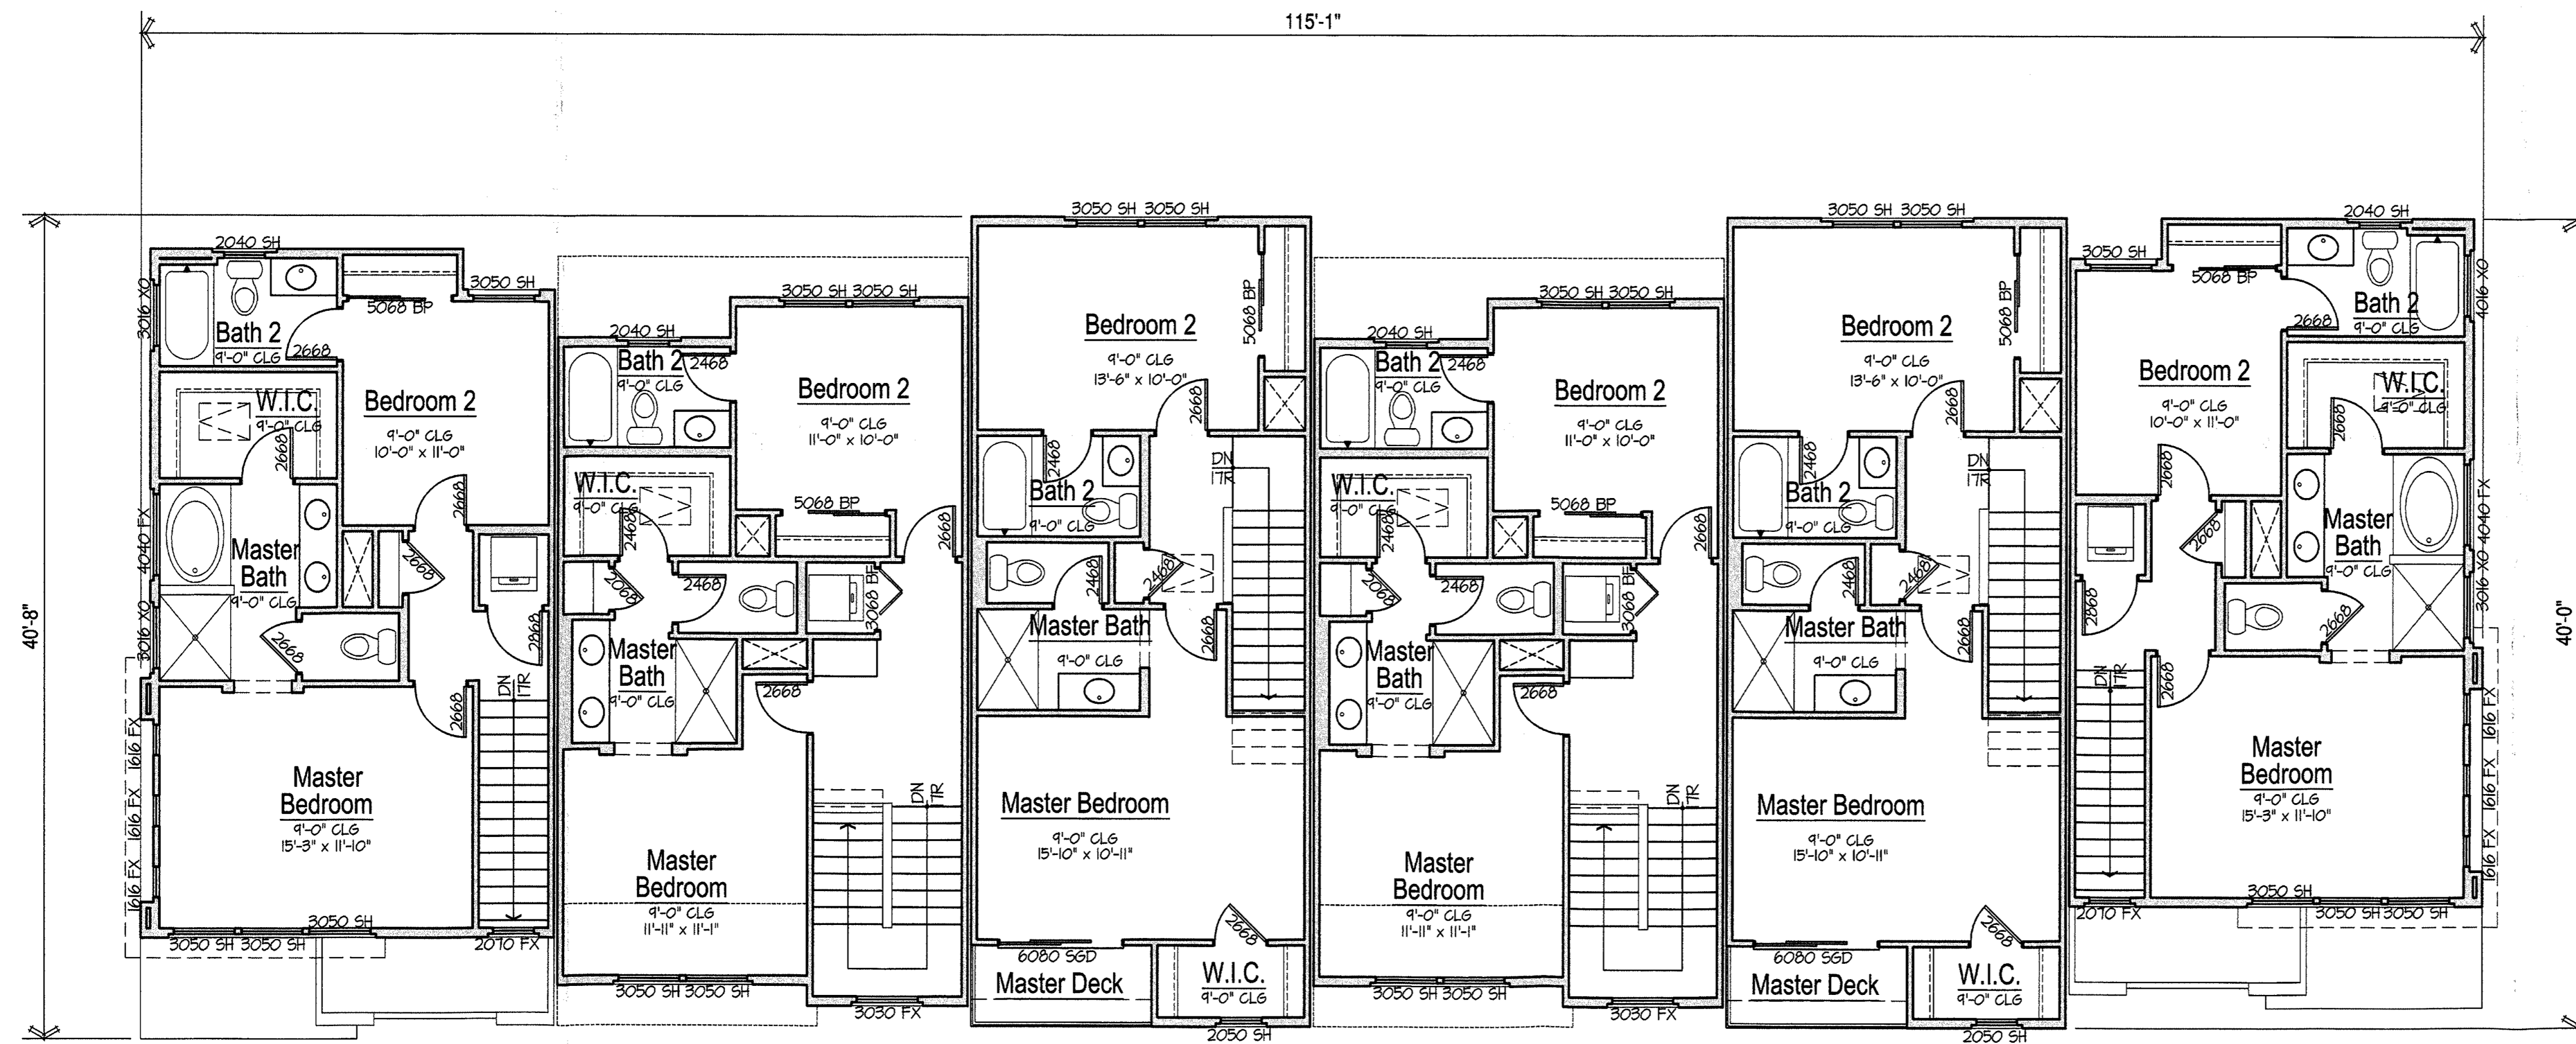 115'-1"
40'-8"
40'-0"
2040 SH
3050 SH
5068 BP
3016 XO
Bath 2
9'-0" CLG
2668
W.I.C.
9'-0" CLG
2668
Bedroom 2
9'-0" CLG
10'-0" x 11'-0"
2668
4040 FX
Master
Bath
9'-0" CLG
2668
3016 XO
2668
2868
2668
DN
17R
1616 FX
1616 FX
1616 FX
Master
Bedroom
9'-0" CLG
15'-3" x 11'-10"
3050 SH
3050 SH 3050 SH
2070 FX
3050 SH 3050 SH
2040 SH
Bath 2
9'-0" CLG
2468
Bedroom 2
9'-0" CLG
11'-0" x 10'-0"
W.I.C.
9'-0" CLG
2468
5068 BP
2668
2068
2468
3068 BF
Master
Bath
9'-0" CLG
2668
DN
17R
Master
Bedroom
9'-0" CLG
11'-11" x 11'-1"
3050 SH 3050 SH
3030 FX
3050 SH 3050 SH
Bedroom 2
9'-0" CLG
13'-6" x 10'-0"
5068 BP
2668
2468
Bath 2
9'-0" CLG
DN
17R
2468
2468
2668
Master Bath
9'-0" CLG
Master Bedroom
9'-0" CLG
15'-10" x 10'-11"
2668
6080 SGD
Master Deck
W.I.C.
9'-0" CLG
2050 SH
3050 SH 3050 SH
2040 SH
Bath 2
9'-0" CLG
2468
Bedroom 2
9'-0" CLG
11'-0" x 10'-0"
W.I.C.
9'-0" CLG
2468
5068 BP
2668
2068
2468
3068 BF
Master
Bath
9'-0" CLG
2668
DN
17R
Master
Bedroom
9'-0" CLG
11'-11" x 11'-1"
3050 SH 3050 SH
3030 FX
3050 SH 3050 SH
Bedroom 2
9'-0" CLG
13'-6" x 10'-0"
5068 BP
2668
2468
Bath 2
9'-0" CLG
DN
17R
2468
2468
2668
Master Bath
9'-0" CLG
Master Bedroom
9'-0" CLG
15'-10" x 10'-11"
2668
6080 SGD
Master Deck
W.I.C.
9'-0" CLG
2050 SH
2040 SH
3050 SH
5068 BP
4016 XO
Bath 2
9'-0" CLG
2668
W.I.C.
9'-0" CLG
2668
Bedroom 2
9'-0" CLG
10'-0" x 11'-0"
2668
4040 FX
Master
Bath
9'-0" CLG
2668
3016 XO
2668
2868
2668
DN
17R
1616 FX
1616 FX
1616 FX
Master
Bedroom
9'-0" CLG
15'-3" x 11'-10"
3050 SH
3050 SH 3050 SH
2070 FX